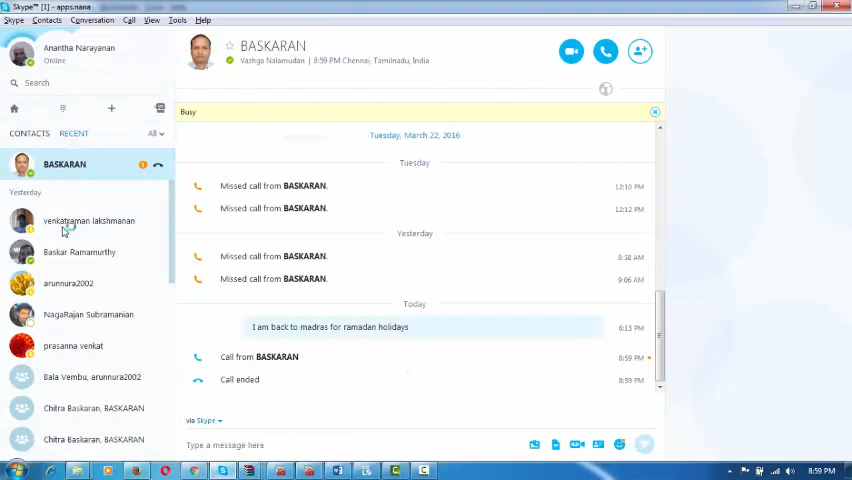 Skype™ [1] - apps.nana
Skype Contacts Conversation Call View Tools Help
Anantha Narayanan
Online
Search
CONTACTS RECENT All
BASKARAN 1
Yesterday
venkatraman lakshmanan
Baskar Ramamurthy
arunnura2002
NagaRajan Subramanian
prasanna venkat
Bala Vembu, arunnura2002
Chitra Baskaran, BASKARAN
Chitra Baskaran, BASKARAN
BASKARAN
Vazhga Nalamudan | 8:59 PM Chennai, Tamilnadu, India
Busy
Tuesday, March 22, 2016
Tuesday
Missed call from BASKARAN. 12:10 PM
Missed call from BASKARAN. 12:12 PM
Yesterday
Missed call from BASKARAN. 8:58 AM
Missed call from BASKARAN. 9:06 AM
Today
I am back to madras for ramadan holidays 6:13 PM
Call from BASKARAN 8:59 PM
Call ended 8:59 PM
via Skype
Type a message here
8:59 PM